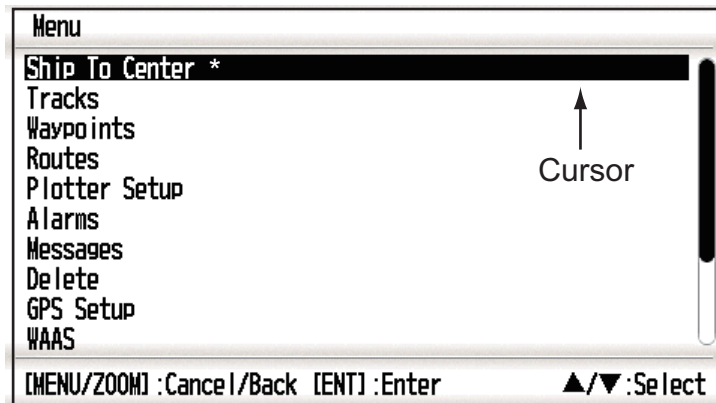 Menu
Ship To Center *
Tracks
Waypoints
Routes
Cursor
Plotter Setup
Alarms
Messages
Delete
GPS Setup
WAAS
[MENU/ZOOM]:Cancel/Back [ENT]:Enter ▲/▼:Select